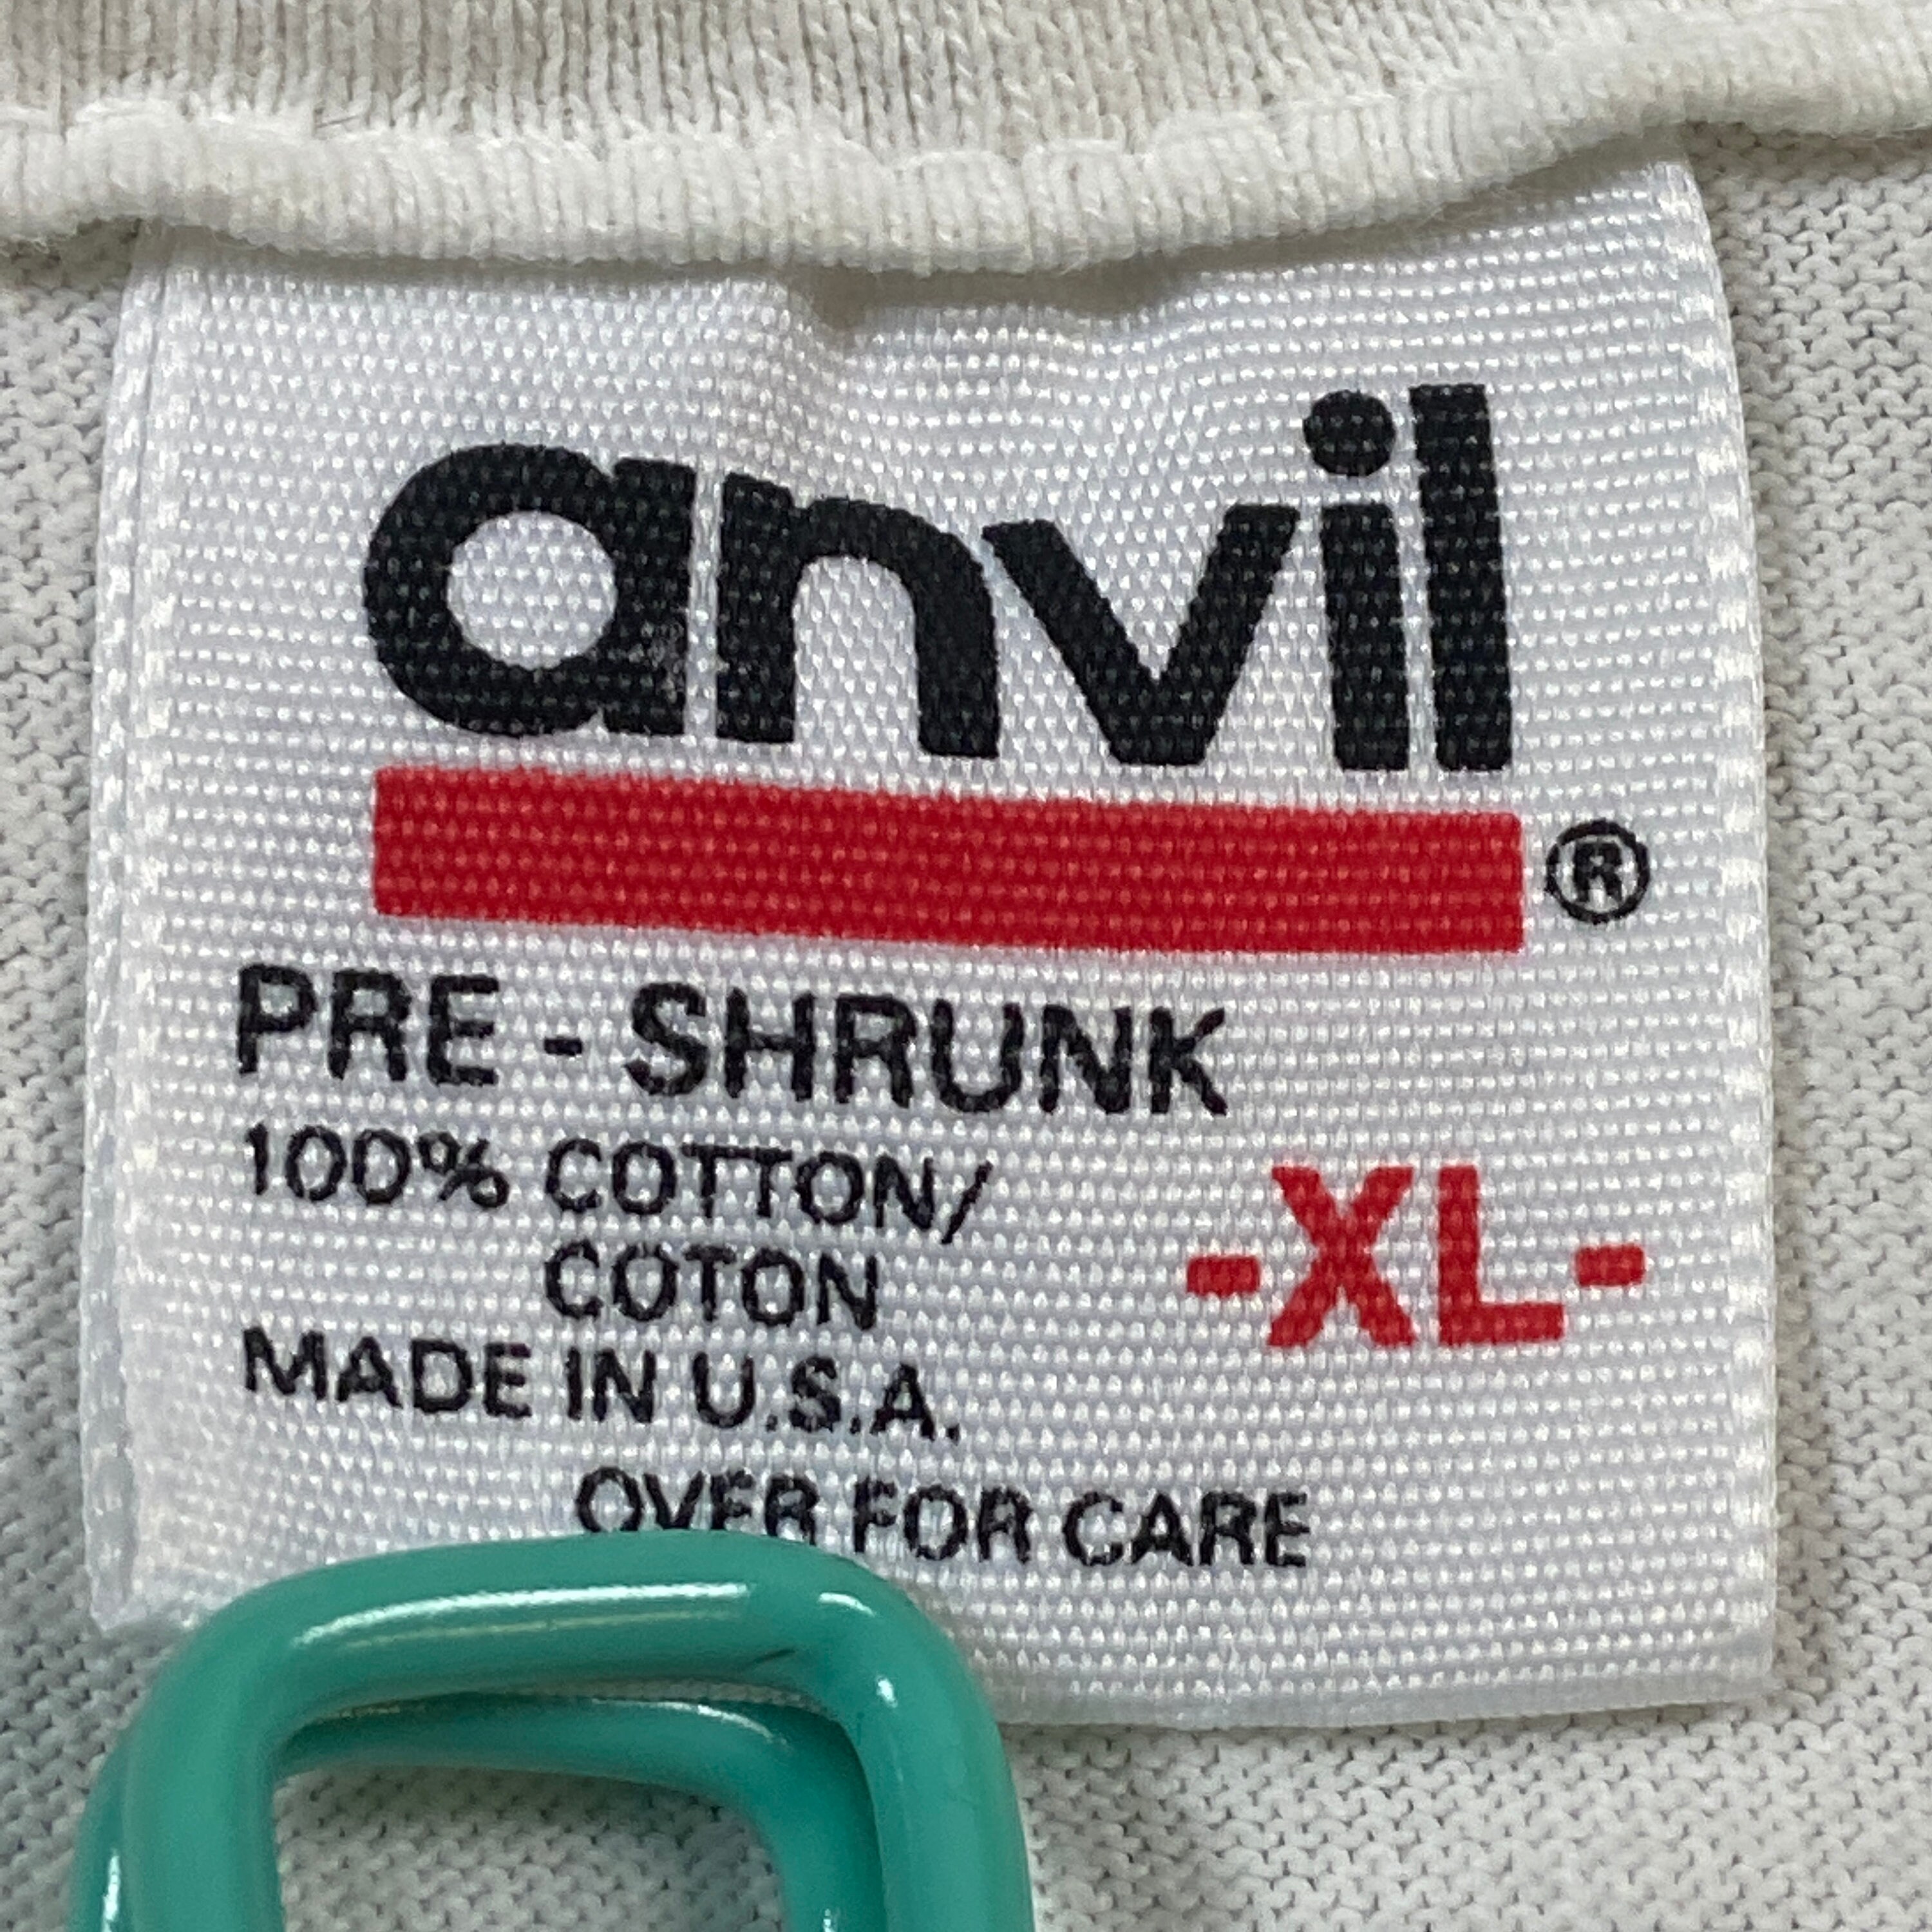 anvil
®
PRE - SHRUNK
100% COTTON/
COTON
-XL-
MADE IN U.S.A.
OVER FOR CARE